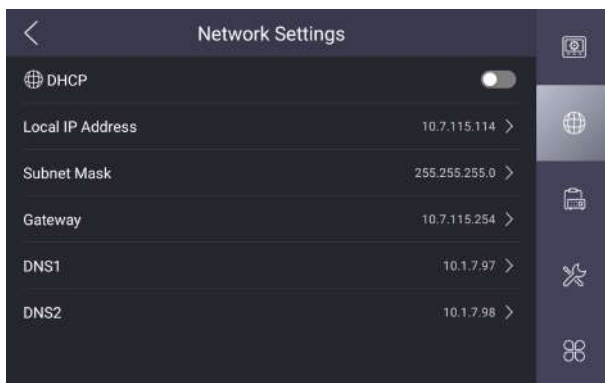 Network Settings
DHCP
Local IP Address 10.7.115.114
Subnet Mask 255.255.255.0
Gateway 10.7.115.254
DNS1 10.1.7.97
DNS2 10.1.7.98